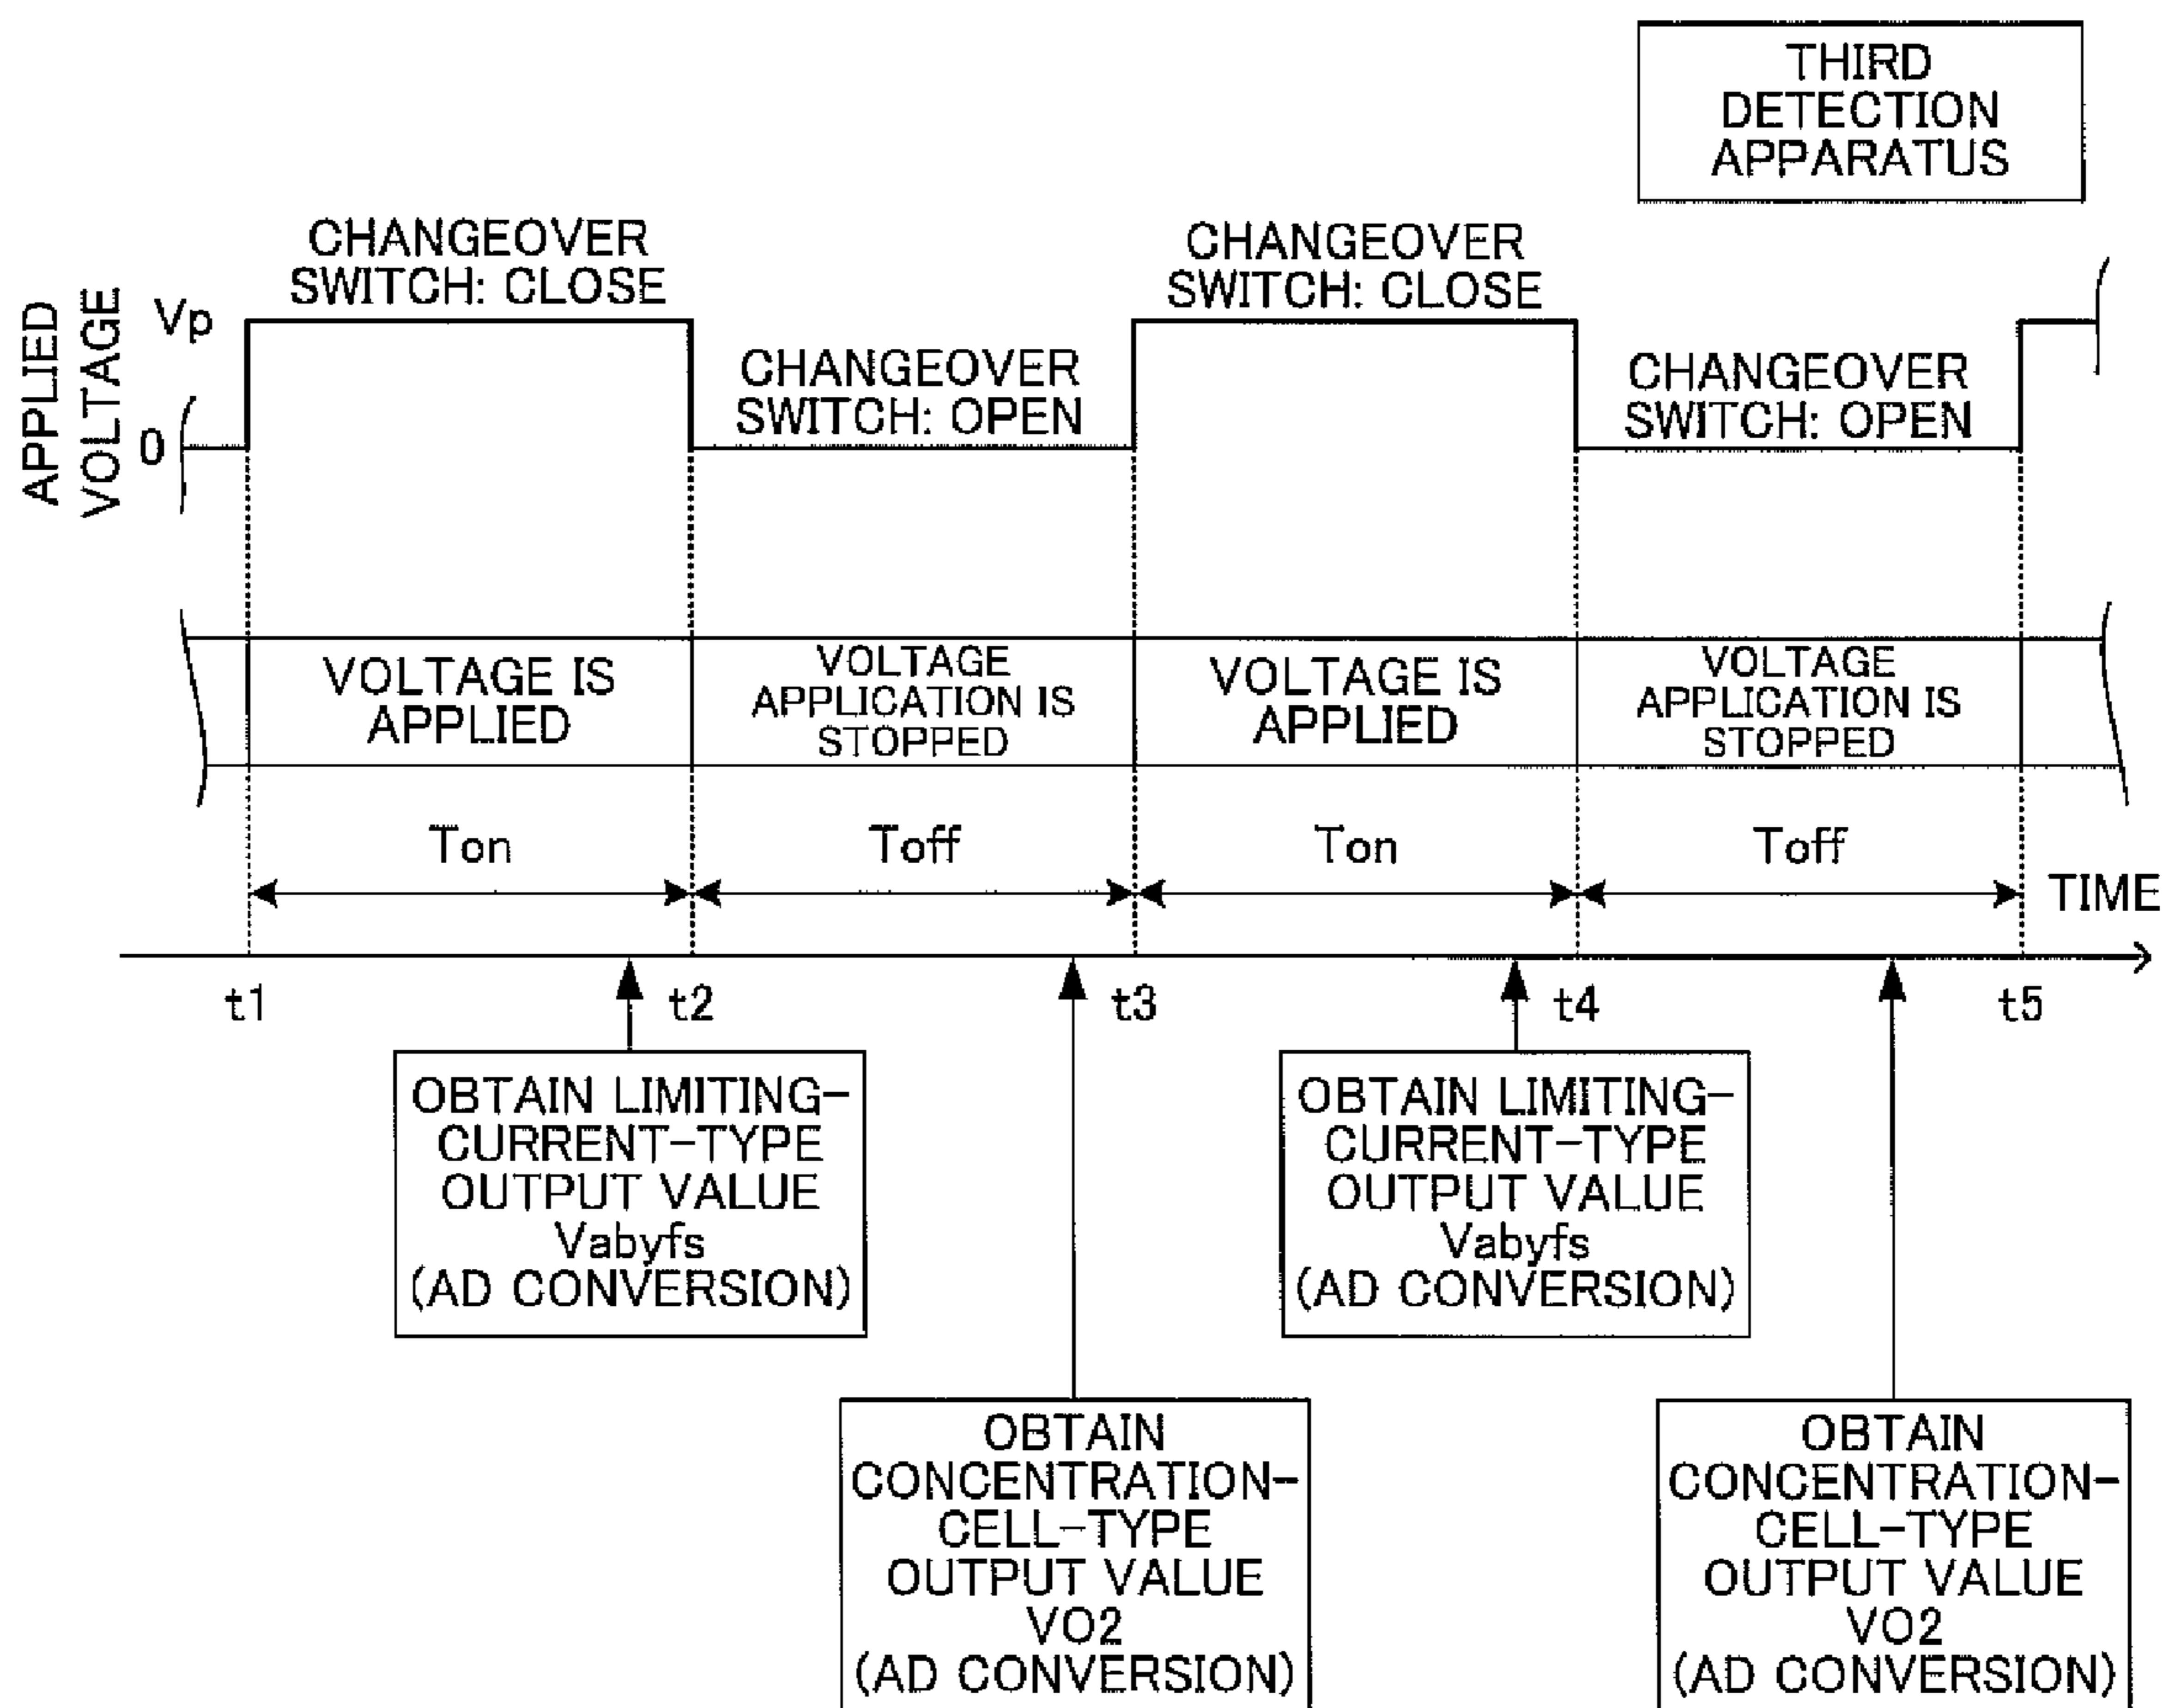 THIRD
DETECTION
APPARATUS
CHANGEOVER
SWITCH: CLOSE
CHANGEOVER
SWITCH: CLOSE
APPLIED
VOLTAGE
Vp
0
CHANGEOVER
SWITCH: OPEN
CHANGEOVER
SWITCH: OPEN
VOLTAGE IS
APPLIED
VOLTAGE
APPLICATION IS
STOPPED
VOLTAGE IS
APPLIED
VOLTAGE
APPLICATION IS
STOPPED
Ton
Toff
Ton
Toff
TIME
t1
t2
t3
t4
t5
OBTAIN LIMITING-
CURRENT-TYPE
OUTPUT VALUE
Vabyfs
(AD CONVERSION)
OBTAIN LIMITING-
CURRENT-TYPE
OUTPUT VALUE
Vabyfs
(AD CONVERSION)
OBTAIN
CONCENTRATION-
CELL-TYPE
OUTPUT VALUE
VO2
(AD CONVERSION)
OBTAIN
CONCENTRATION-
CELL-TYPE
OUTPUT VALUE
VO2
(AD CONVERSION)